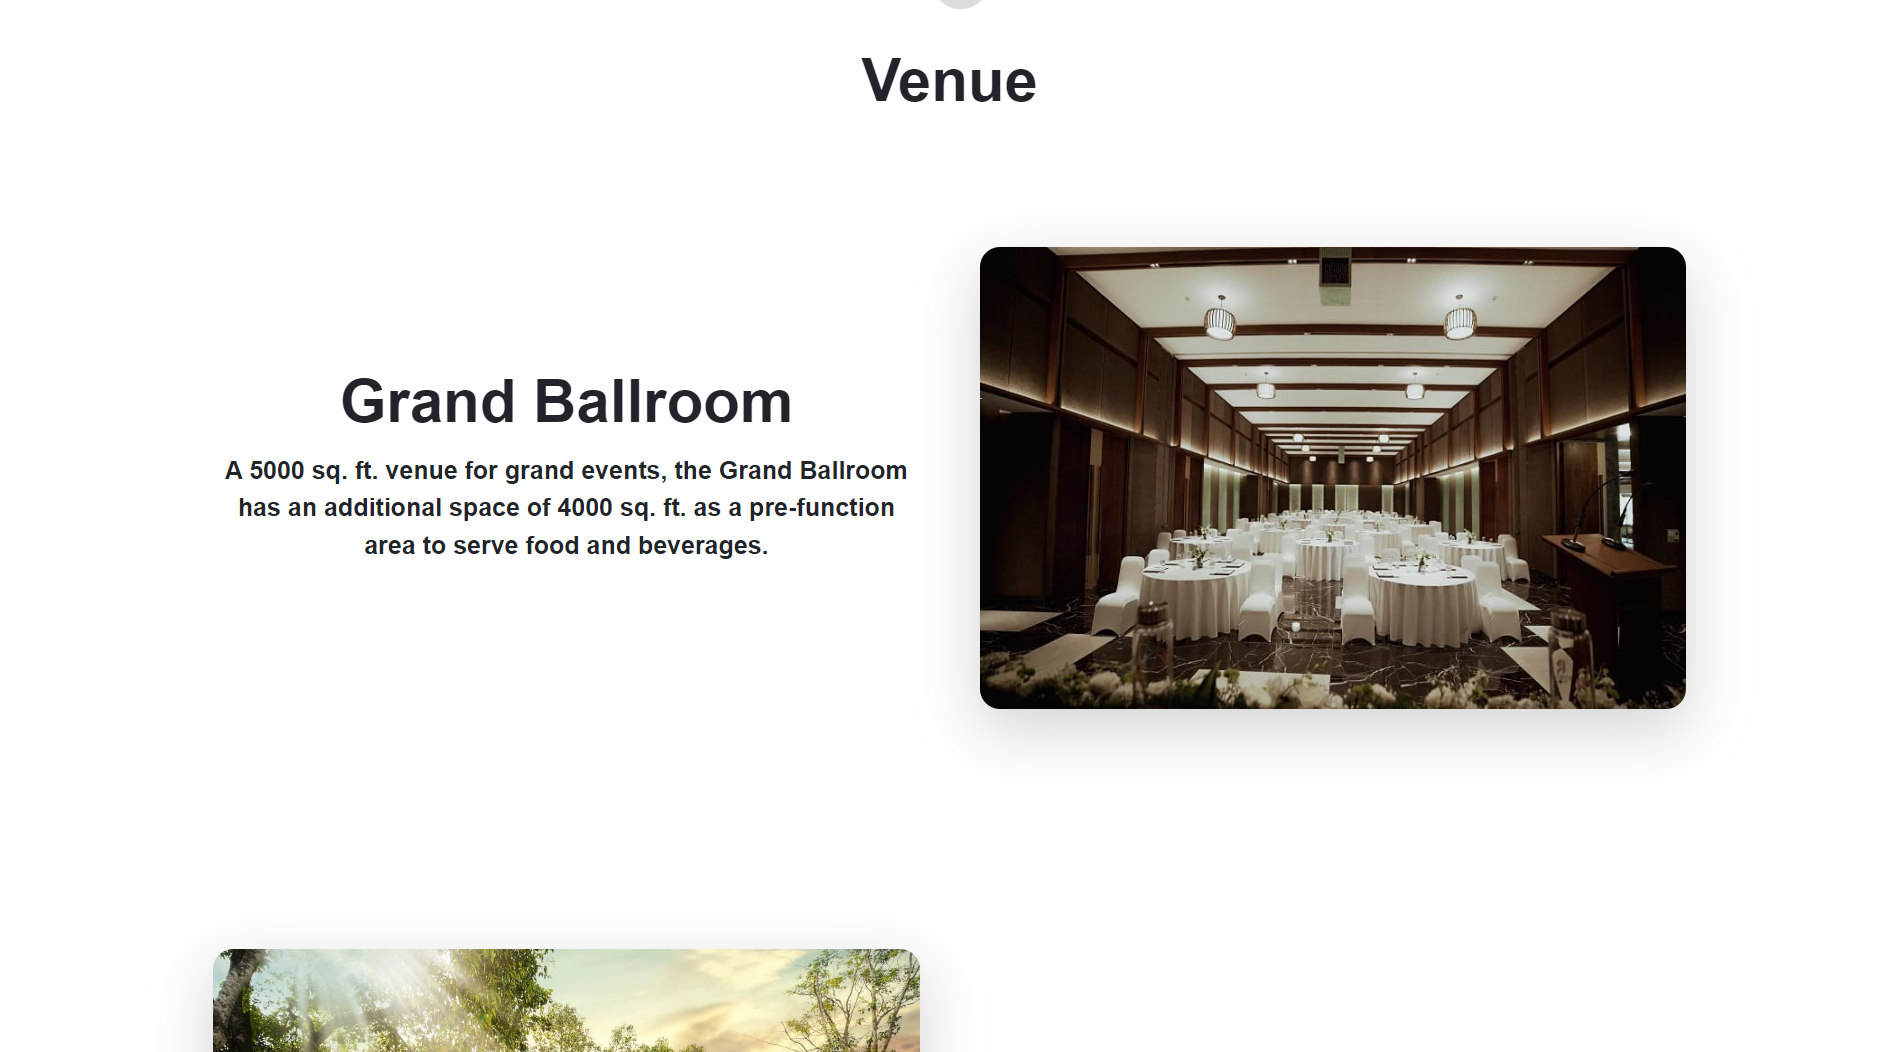 Venue
Grand Ballroom
A 5000 sq. ft. venue for grand events, the Grand Ballroom
has an additional space of 4000 sq. ft. as a pre-function
area to serve food and beverages.